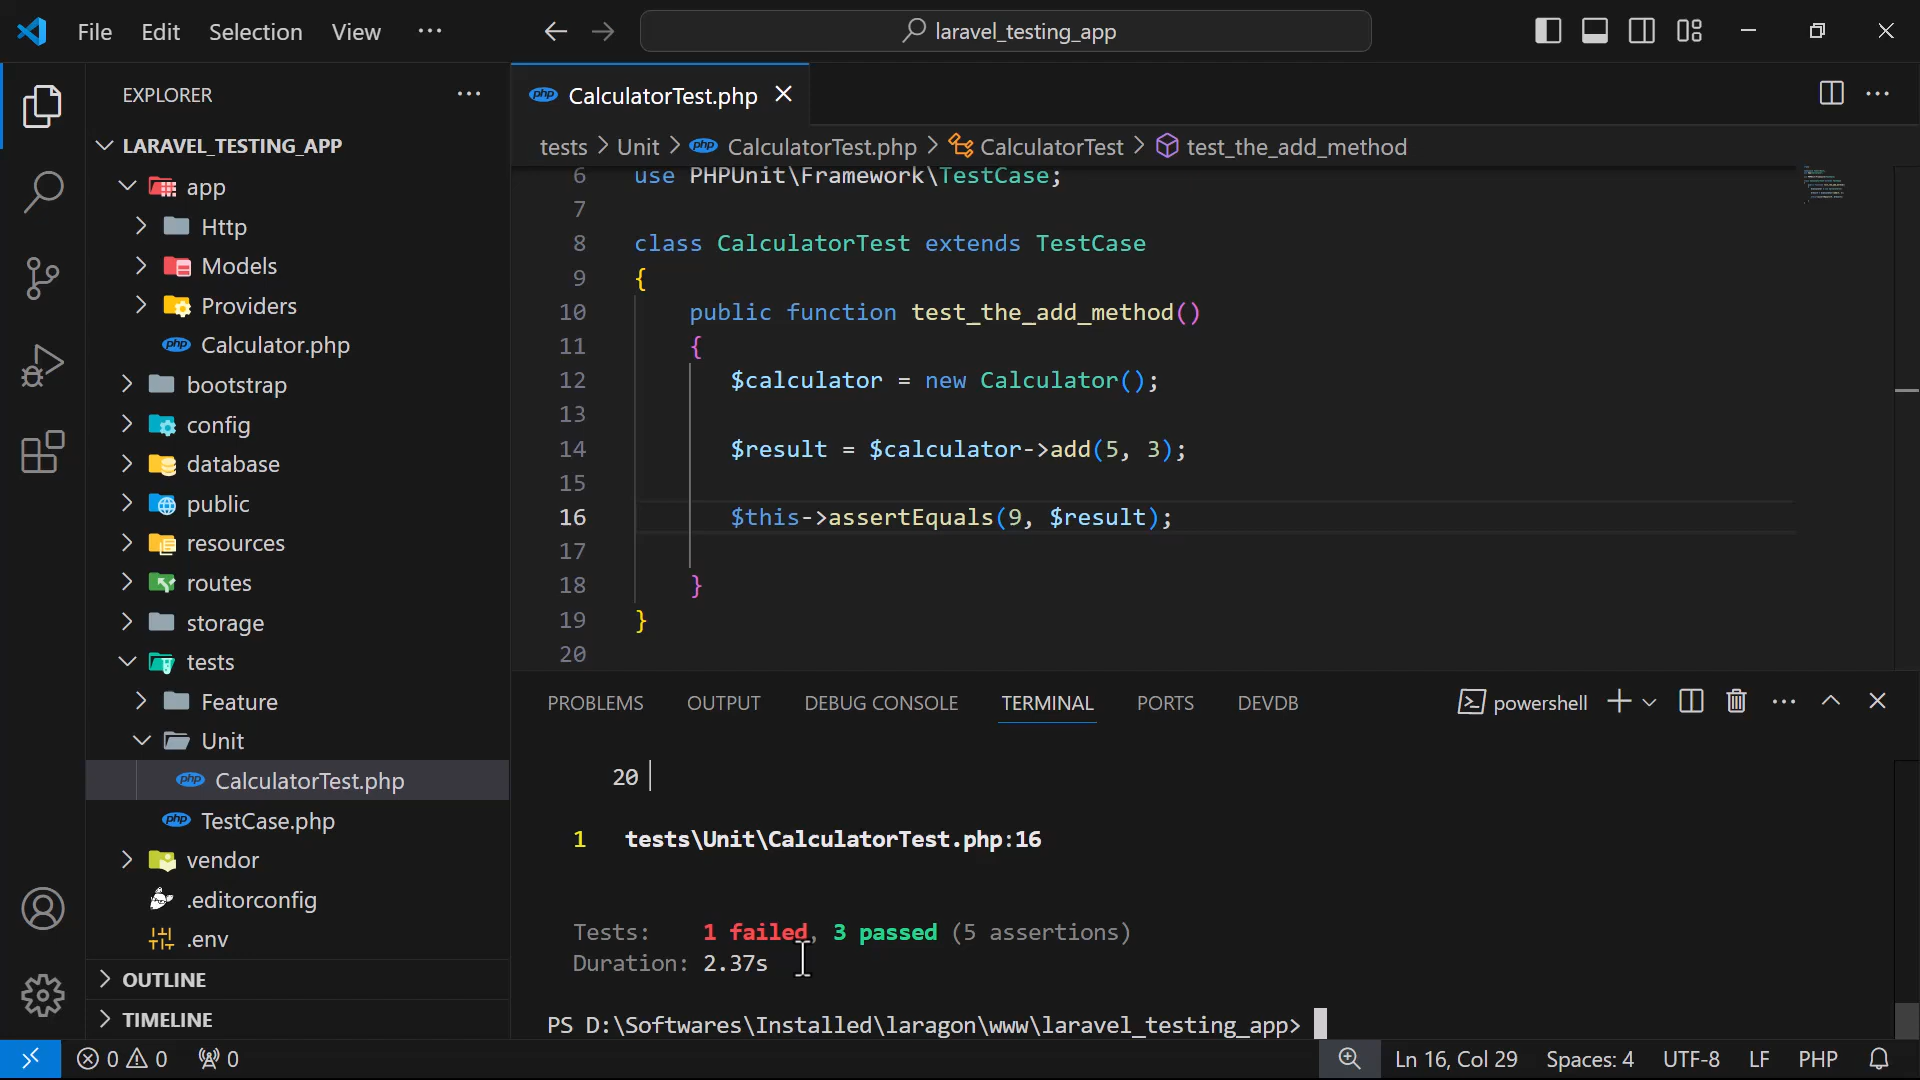 File Edit Selection View ...
laravel_testing_app
EXPLORER
LARAVEL_TESTING_APP
app
Http
Models
Providers
php Calculator.php
bootstrap
config
database
public
resources
routes
storage
tests
Feature
Unit
php CalculatorTest.php
php TestCase.php
vendor
.editorconfig
.env
OUTLINE
TIMELINE
php CalculatorTest.php
tests > Unit > php CalculatorTest.php > CalculatorTest > test_the_add_method
6 use PHPUnit\Framework\TestCase;
7
8 class CalculatorTest extends TestCase
9 {
10 public function test_the_add_method()
11 {
12 $calculator = new Calculator();
13
14 $result = $calculator->add(5, 3);
15
16 $this->assertEquals(9, $result);
17
18 }
19 }
20
PROBLEMS OUTPUT DEBUG CONSOLE TERMINAL PORTS DEVDB powershell
20 |
1 tests\Unit\CalculatorTest.php:16
Tests: 1 failed, 3 passed (5 assertions)
Duration: 2.37s
PS D:\Softwares\Installed\laragon\www\laravel_testing_app>
0 0 0 Ln 16, Col 29 Spaces: 4 UTF-8 LF PHP